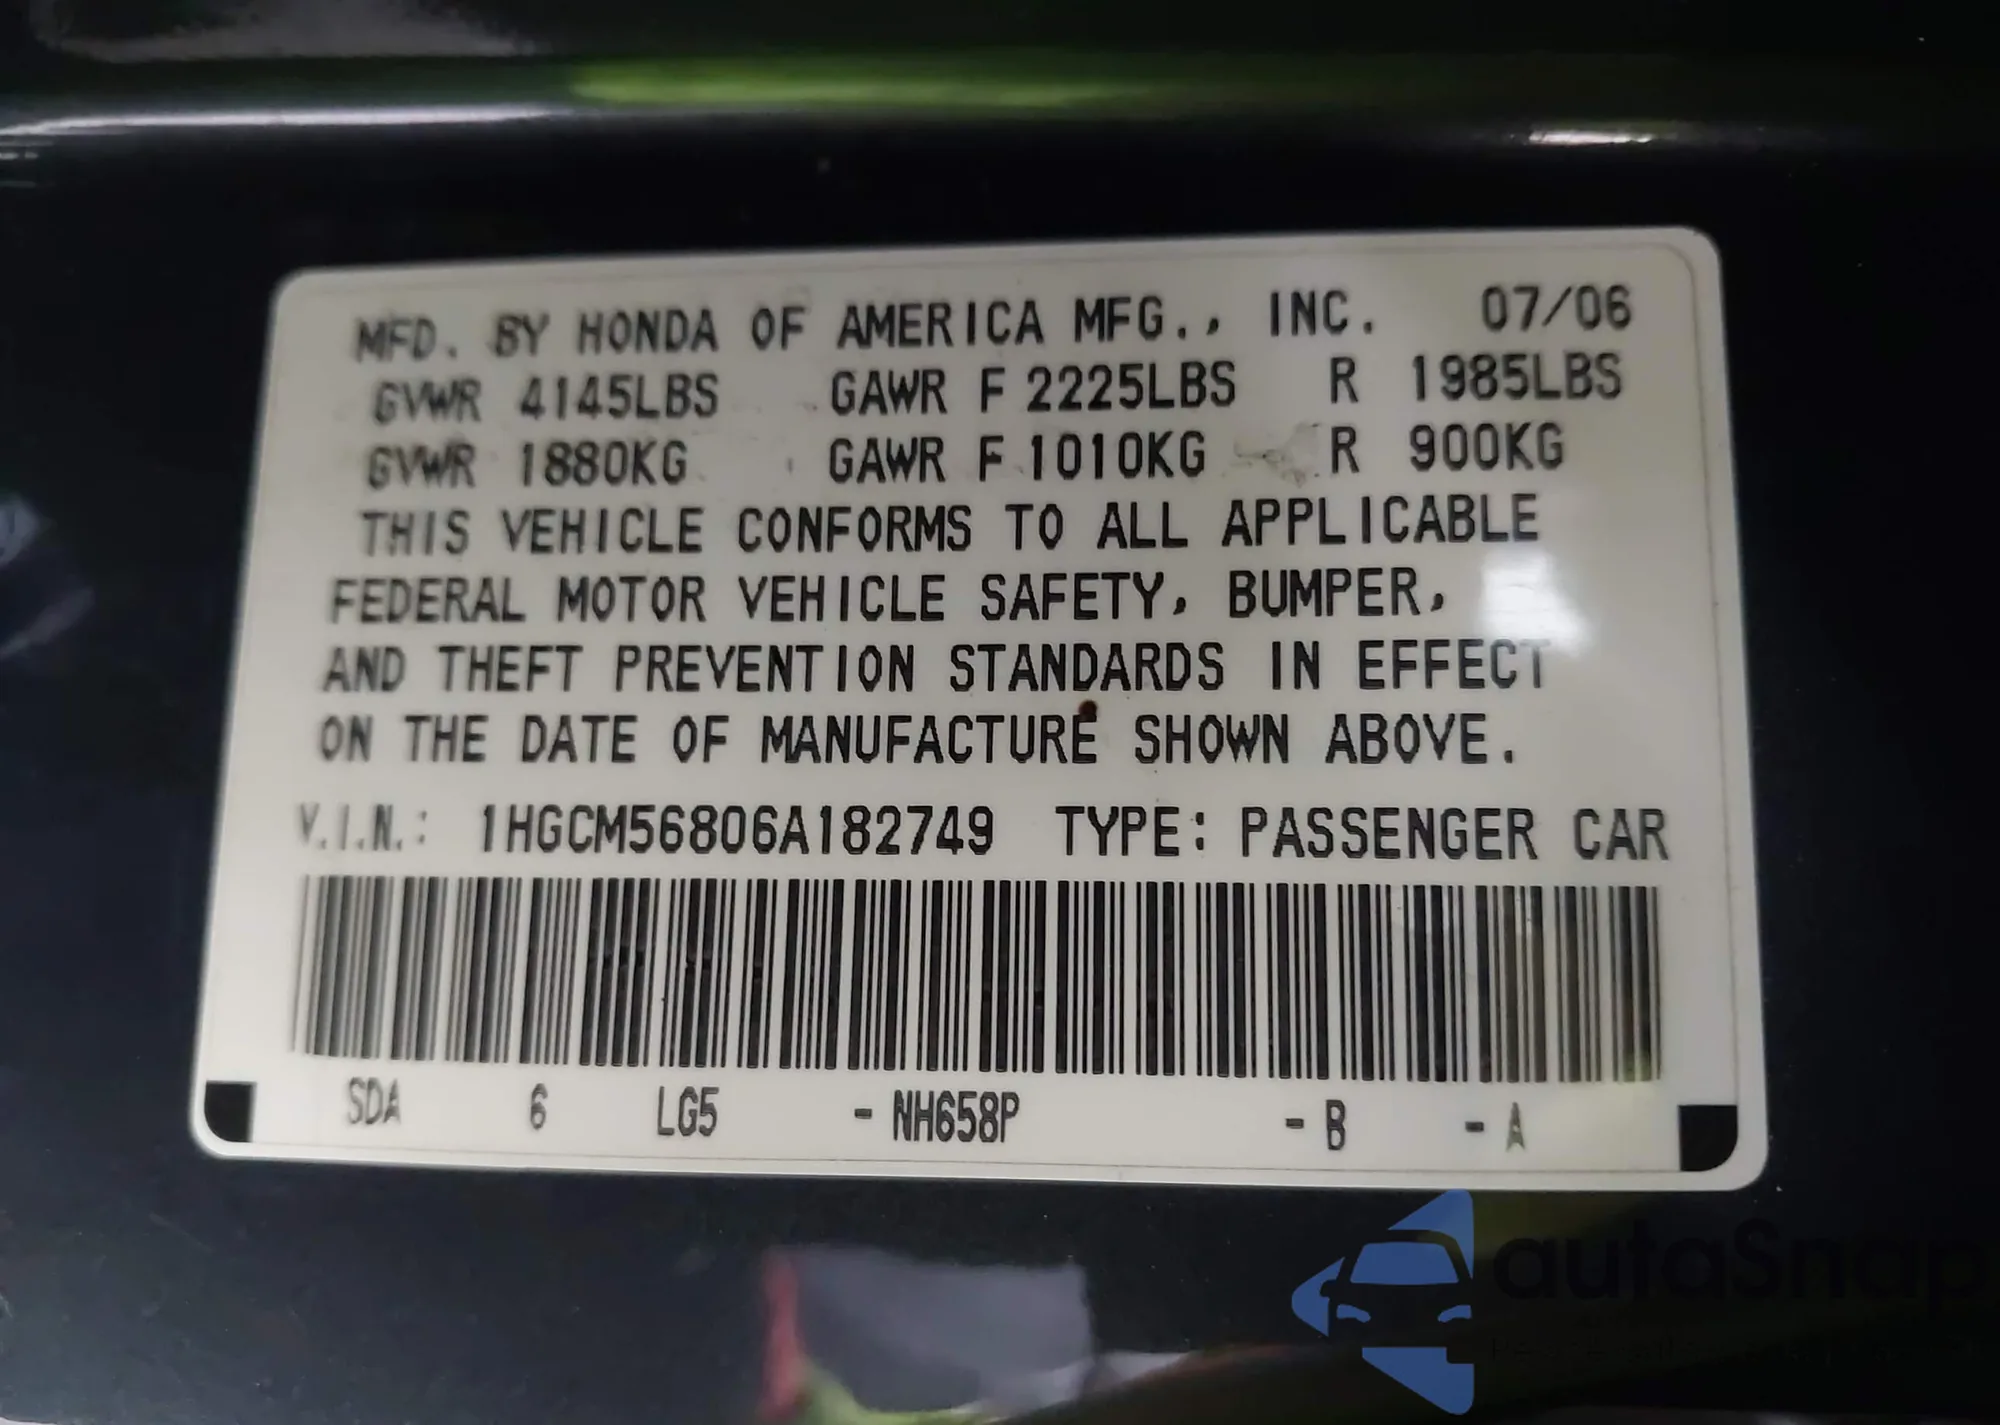 MFD. BY HONDA OF AMERICA MFG., INC. 07/06
GVWR 4145LBS GAWR F 2225LBS R 1985LBS
GVWR 1880KG GAWR F 1010KG R 900KG
THIS VEHICLE CONFORMS TO ALL APPLICABLE
FEDERAL MOTOR VEHICLE SAFETY, BUMPER,
AND THEFT PREVENTION STANDARDS IN EFFECT
ON THE DATE OF MANUFACTURE SHOWN ABOVE.
V.I.N.: 1HGCM56806A182749 TYPE: PASSENGER CAR
SDA 6 LG5 - NH658P - B - A
autaSnap